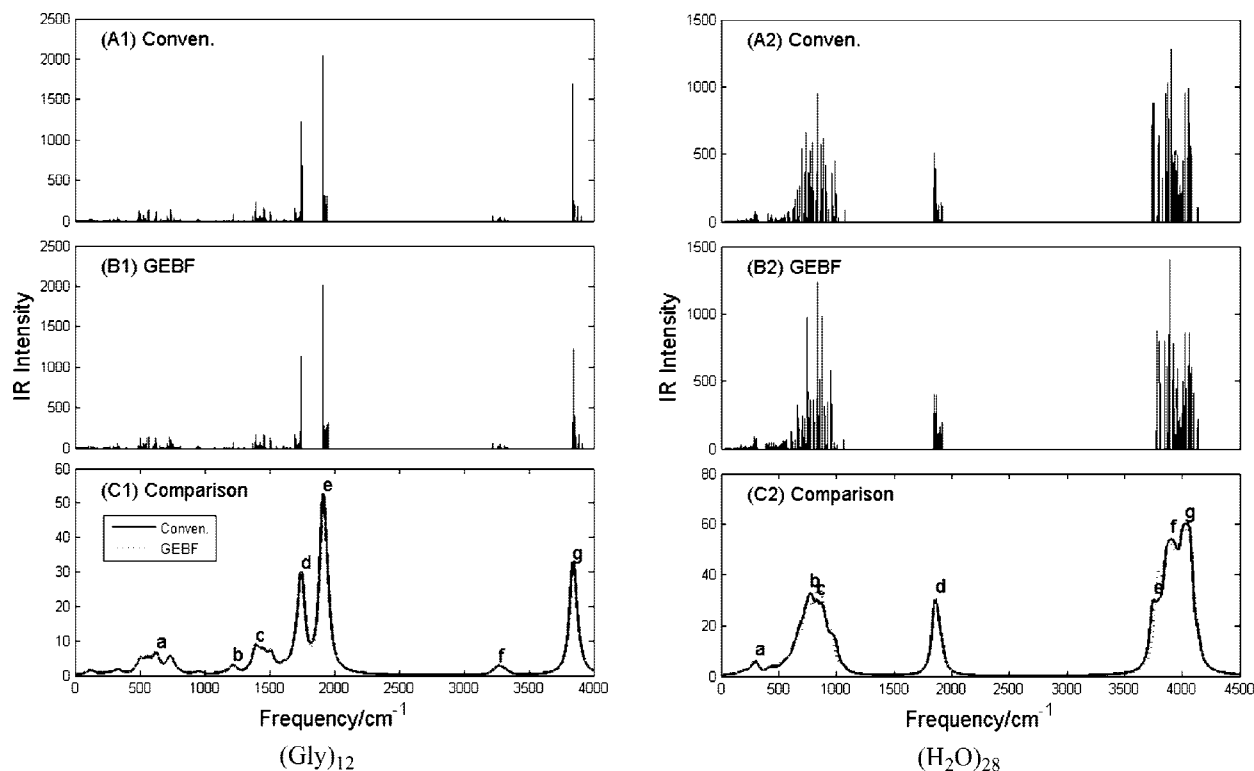 (A1) Conven.
2500
2000
1500
1000
500
0
(B1) GEBF
2500
2000
1500
1000
500
0
IR Intensity
(C1) Comparison
Conven.
GEBF
60
50
40
30
20
10
0
a
b
c
d
e
f
g
0 500 1000 1500 2000 2500 3000 3500 4000
Frequency/cm⁻¹
(Gly)₁₂
(A2) Conven.
1500
1000
500
0
(B2) GEBF
1500
1000
500
0
IR Intensity
(C2) Comparison
80
60
40
20
0
a
b
c
d
e
f
g
0 500 1000 1500 2000 2500 3000 3500 4000 4500
Frequency/cm⁻¹
(H₂O)₂₈